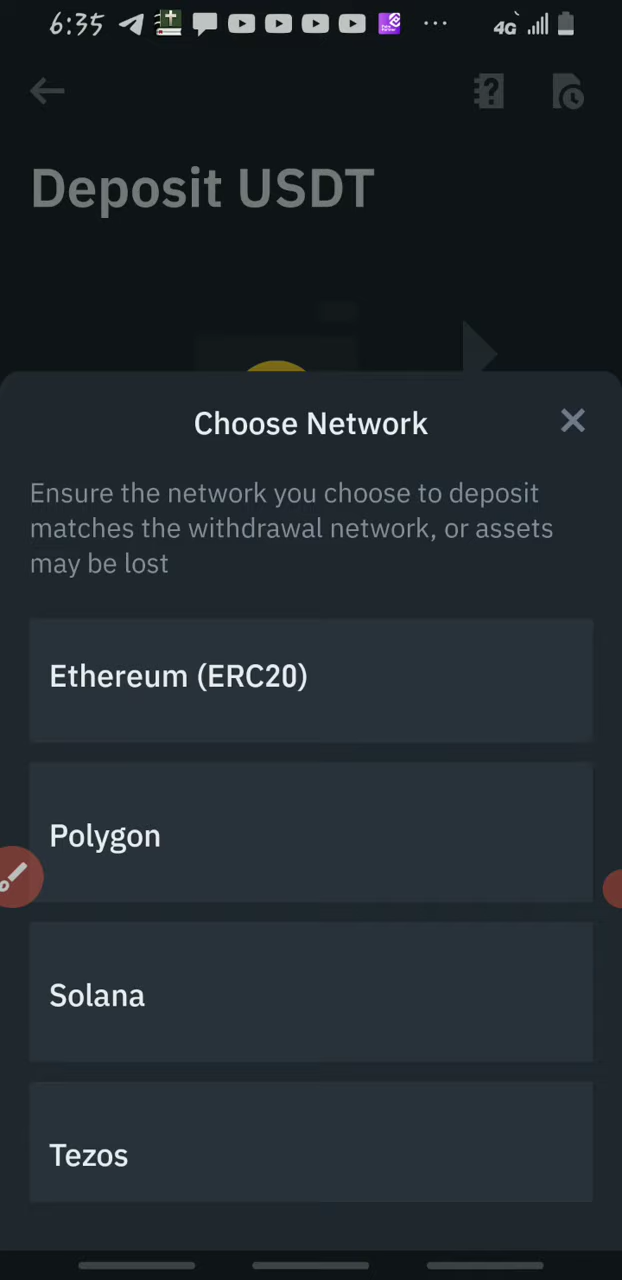 6:35
4G
Deposit USDT
Choose Network
Ensure the network you choose to deposit
matches the withdrawal network, or assets
may be lost
Ethereum (ERC20)
Polygon
Solana
Tezos